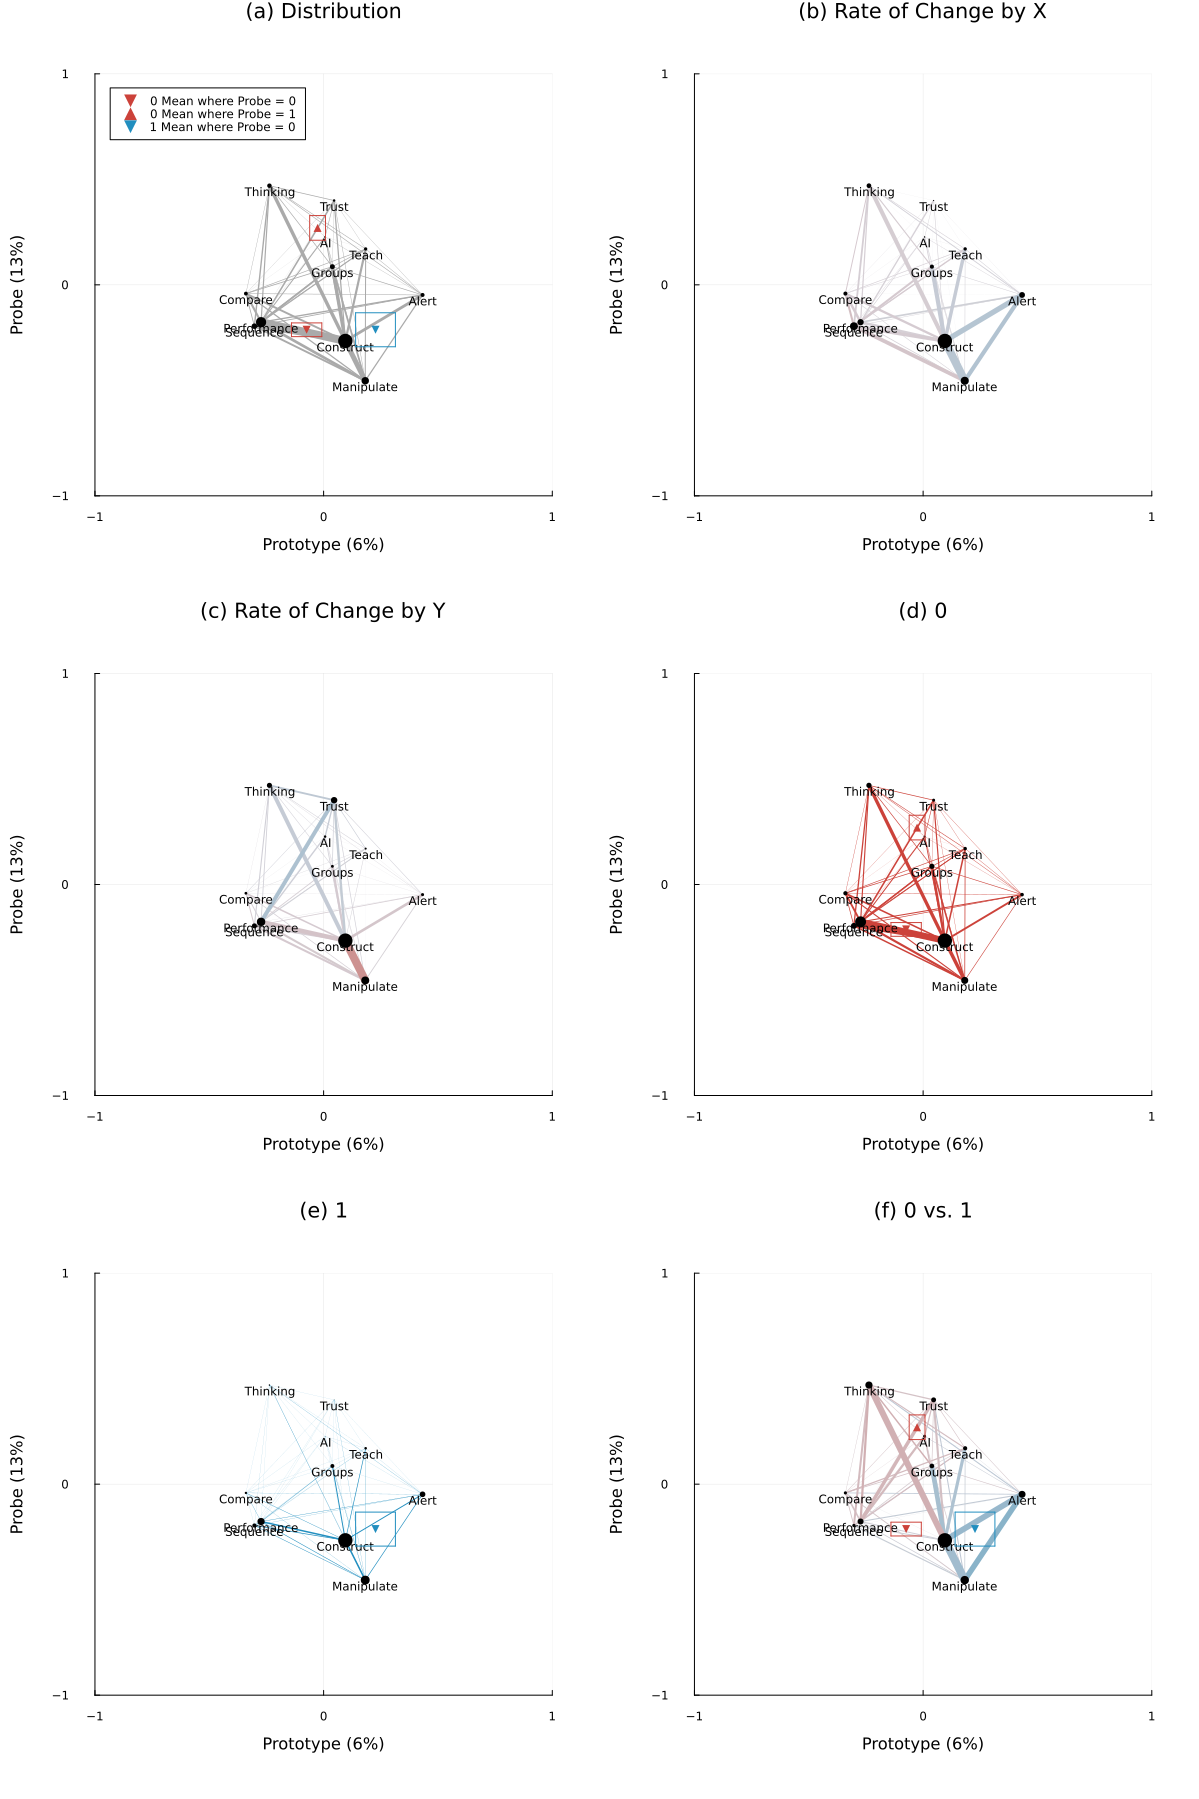 (a) Distribution
1
0 Mean where Probe = 0
0 Mean where Probe = 1
1 Mean where Probe = 0
Thinking
Trust
AI
Teach
Groups
0
Compare
Alert
Performance
Sequence
Construct
Manipulate
−1
−1 0 1
Prototype (6%)
Probe (13%)
(b) Rate of Change by X
1
Thinking
Trust
AI
Teach
Groups
0
Compare
Alert
Performance
Sequence
Construct
Manipulate
−1
−1 0 1
Prototype (6%)
Probe (13%)
(c) Rate of Change by Y
1
Thinking
Trust
AI
Teach
Groups
0
Compare
Alert
Performance
Sequence
Construct
Manipulate
−1
−1 0 1
Prototype (6%)
Probe (13%)
(d) 0
1
Thinking
Trust
AI
Teach
Groups
0
Compare
Alert
Performance
Sequence
Construct
Manipulate
−1
−1 0 1
Prototype (6%)
Probe (13%)
(e) 1
1
Thinking
Trust
AI
Teach
Groups
0
Compare
Alert
Performance
Sequence
Construct
Manipulate
−1
−1 0 1
Prototype (6%)
Probe (13%)
(f) 0 vs. 1
1
Thinking
Trust
AI
Teach
Groups
0
Compare
Alert
Performance
Sequence
Construct
Manipulate
−1
−1 0 1
Prototype (6%)
Probe (13%)